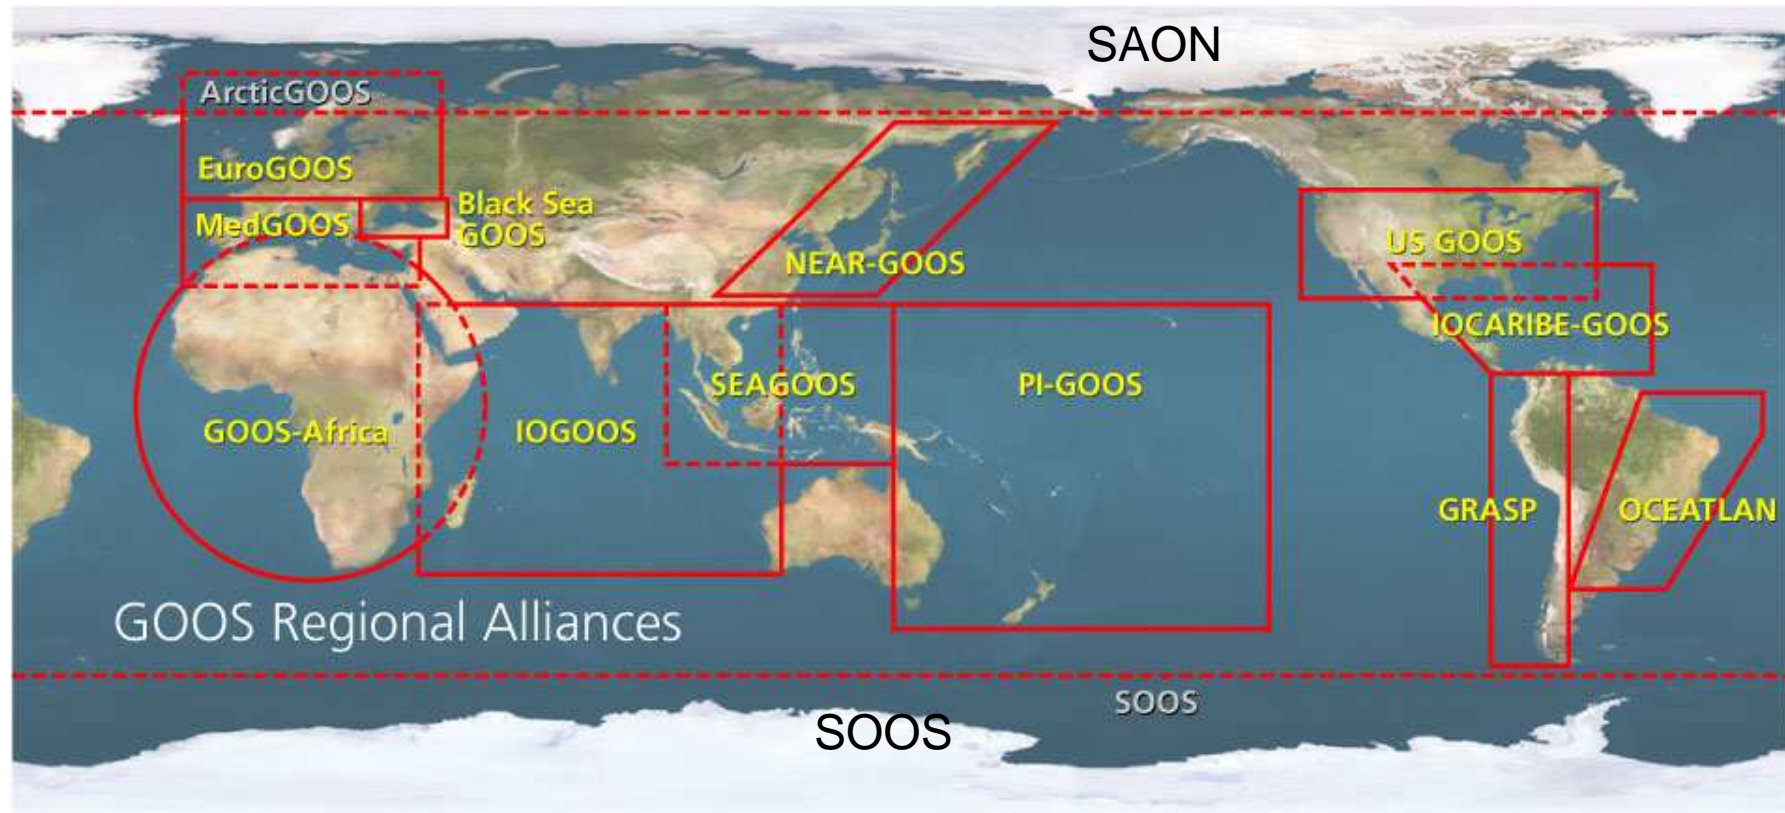 SAON
ArcticGOOS
EuroGOOS
Black Sea
GOOS
MedGOOS
US GOOS
NEAR-GOOS
IOCARIBE-GOOS
SEAGOOS
PI-GOOS
GOOS-Africa
IOGOOS
GRASP
OCEATLAN
GOOS Regional Alliances
SOOS
SOOS